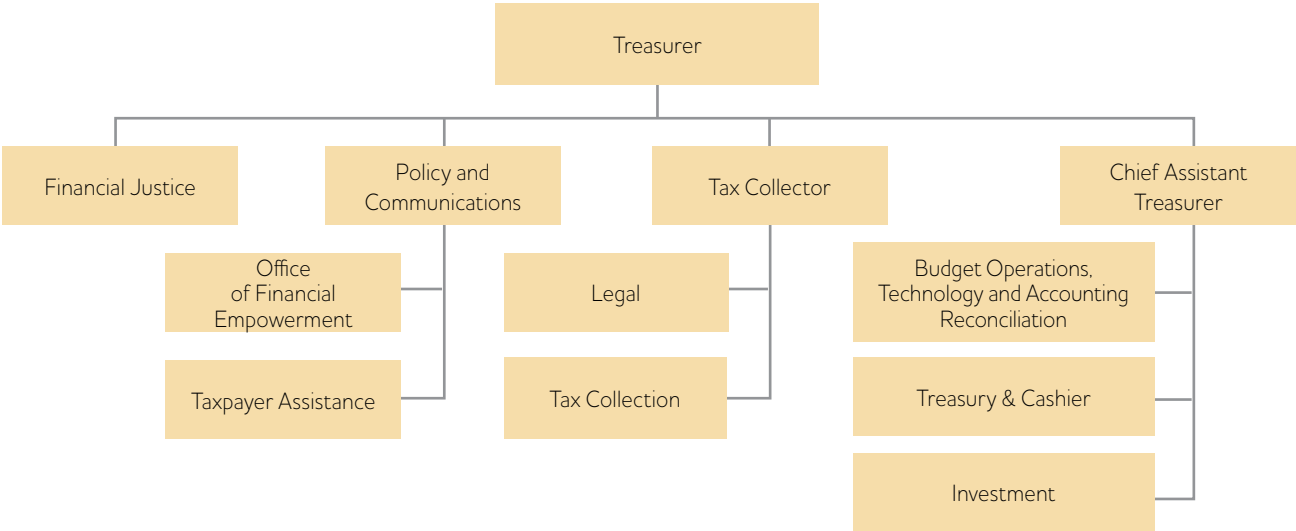 Treasurer
Financial Justice
Policy and
Communications
Tax Collector
Chief Assistant
Treasurer
Office
of Financial
Empowerment
Legal
Budget Operations,
Technology and Accounting
Reconciliation
Taxpayer Assistance
Tax Collection
Treasury & Cashier
Investment